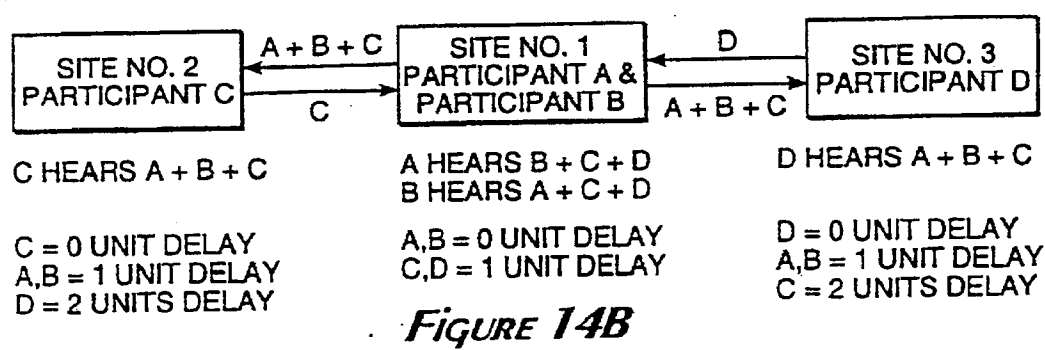 SITE NO. 2
PARTICIPANT C
A + B + C
C
SITE NO. 1
PARTICIPANT A &
PARTICIPANT B
D
A + B + C
SITE NO. 3
PARTICIPANT D
C HEARS A + B + C
A HEARS B + C + D
B HEARS A + C + D
D HEARS A + B + C
C = 0 UNIT DELAY
A,B = 1 UNIT DELAY
D = 2 UNITS DELAY
A,B = 0 UNIT DELAY
C,D = 1 UNIT DELAY
D = 0 UNIT DELAY
A,B = 1 UNIT DELAY
C = 2 UNITS DELAY
FIGURE 14B